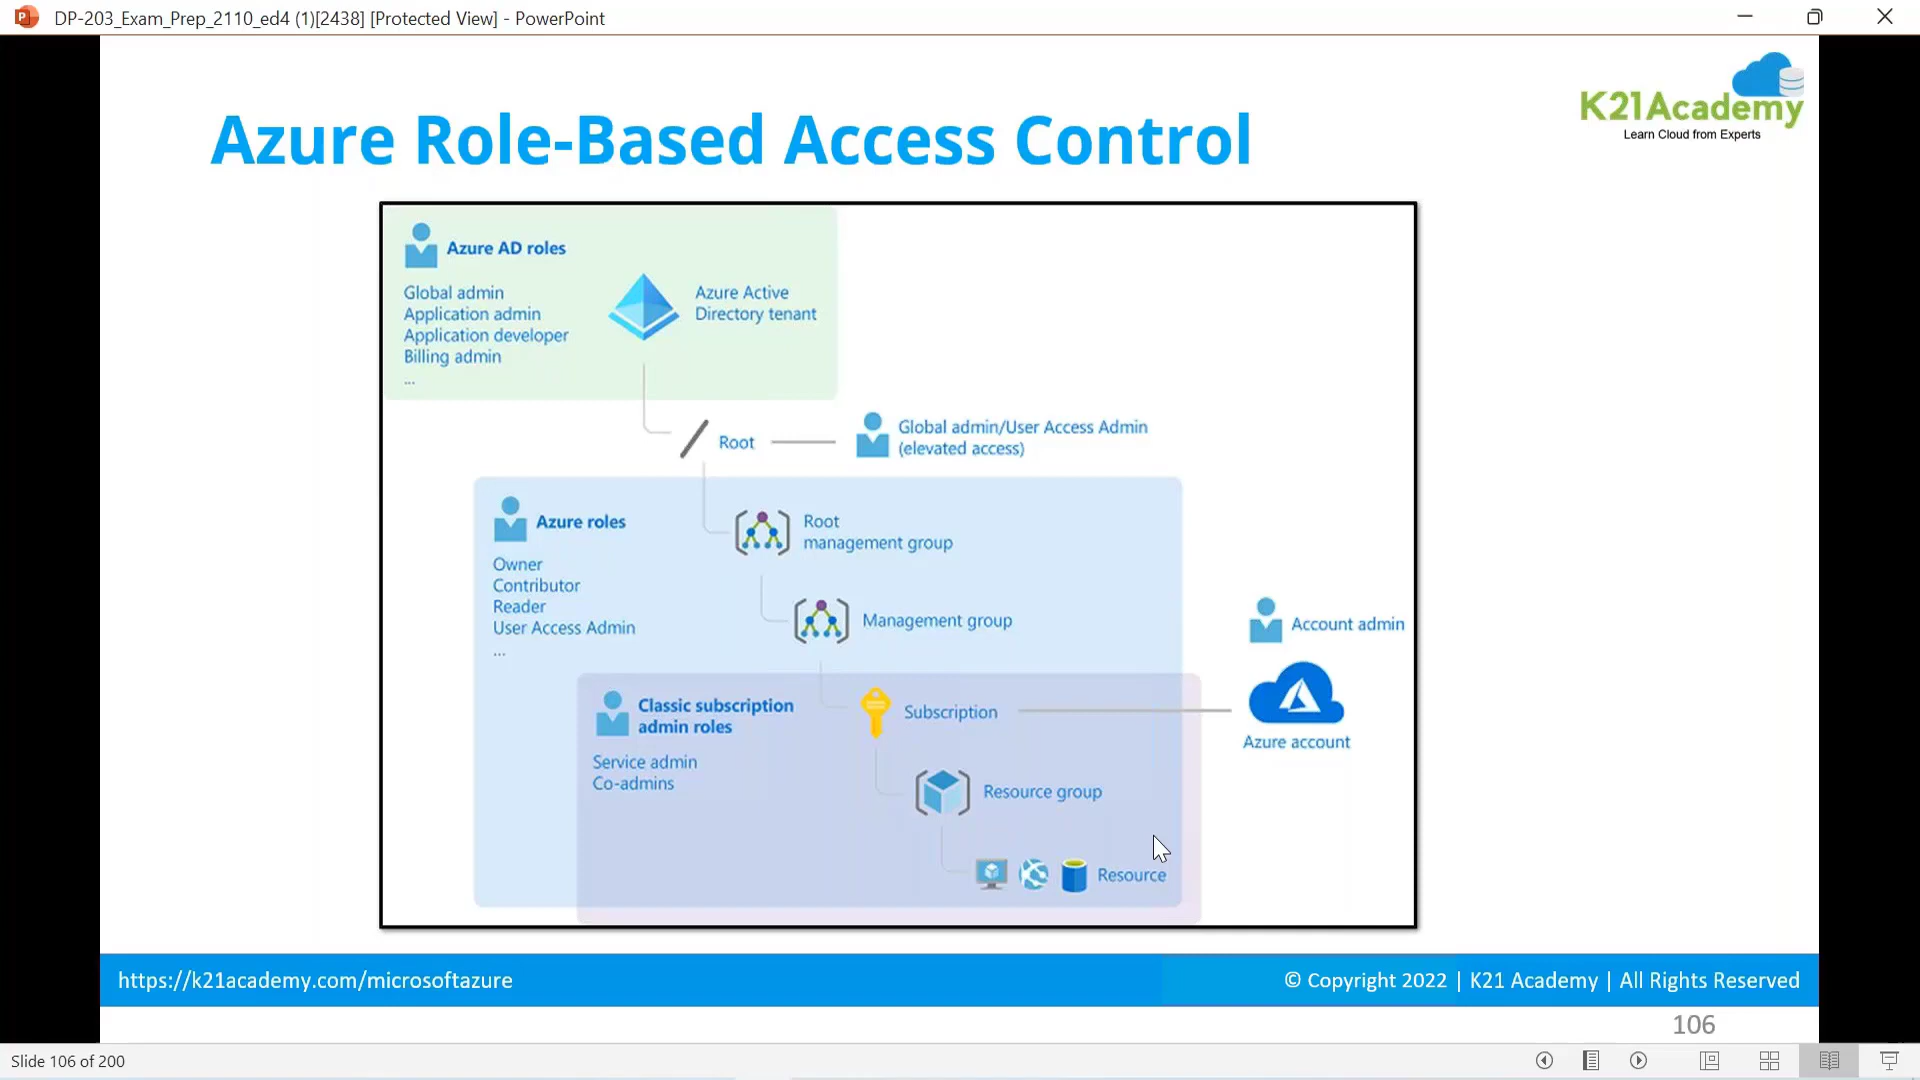 DP-203_Exam_Prep_2110_ed4 (1)[2438] [Protected View] - PowerPoint
K21Academy
Learn Cloud from Experts
Azure Role-Based Access Control
Azure AD roles
Global admin
Application admin
Application developer
Billing admin
...
Azure Active
Directory tenant
Root
Global admin/User Access Admin
(elevated access)
Azure roles
Owner
Contributor
Reader
User Access Admin
...
Root
management group
Management group
Account admin
Classic subscription
admin roles
Service admin
Co-admins
Subscription
Azure account
Resource group
Resource
https://k21academy.com/microsoftazure
© Copyright 2022 | K21 Academy | All Rights Reserved
106
Slide 106 of 200